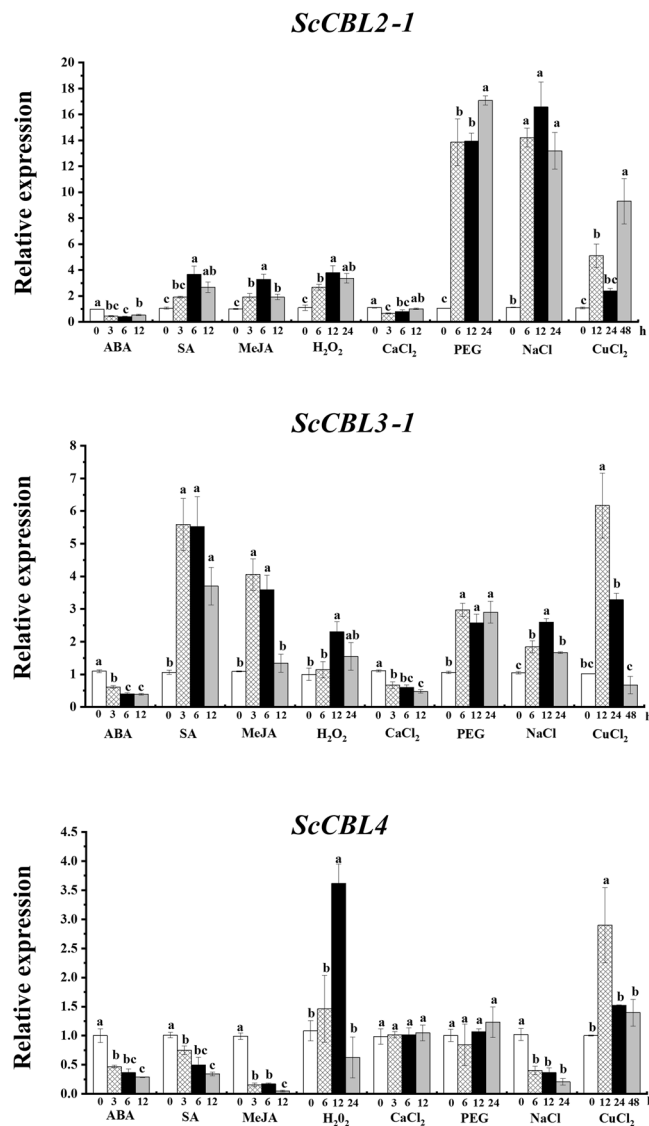 ScCBL2-1
Relative expression
20
18
16
14
12
10
8
6
4
2
0
a bc c b
c bc a ab
c b a b
c b a ab
a c bc ab
c b b a
b a a a
c b bc a
0 3 6 12 0 3 6 12 0 3 6 12 0 6 12 24 0 3 6 12 0 6 12 24 0 6 12 24 0 12 24 48 h
ABA SA MeJA H₂O₂ CaCl₂ PEG NaCl CuCl₂
ScCBL3-1
Relative expression
8
7
6
5
4
3
2
1
0
a b c c
b a a a
b a a b
b b a ab
a b b c
b a a a
c b a b
bc a b c
0 3 6 12 0 3 6 12 0 3 6 12 0 6 12 24 0 3 6 12 0 6 12 24 0 6 12 24 0 12 24 48
ABA SA MeJA H₂O₂ CaCl₂ PEG NaCl CuCl₂
ScCBL4
Relative expression
4.5
4.0
3.5
3.0
2.5
2.0
1.5
1.0
0.5
0.0
a b bc c
a b bc c
a b b c
b b a b
a a a a
a a a a
a b b c
b a b b
0 3 6 12 0 3 6 12 0 3 6 12 0 6 12 24 0 3 6 12 0 6 12 24 0 6 12 24 0 12 24 48
ABA SA MeJA H₂0₂ CaCl₂ PEG NaCl CuCl₂